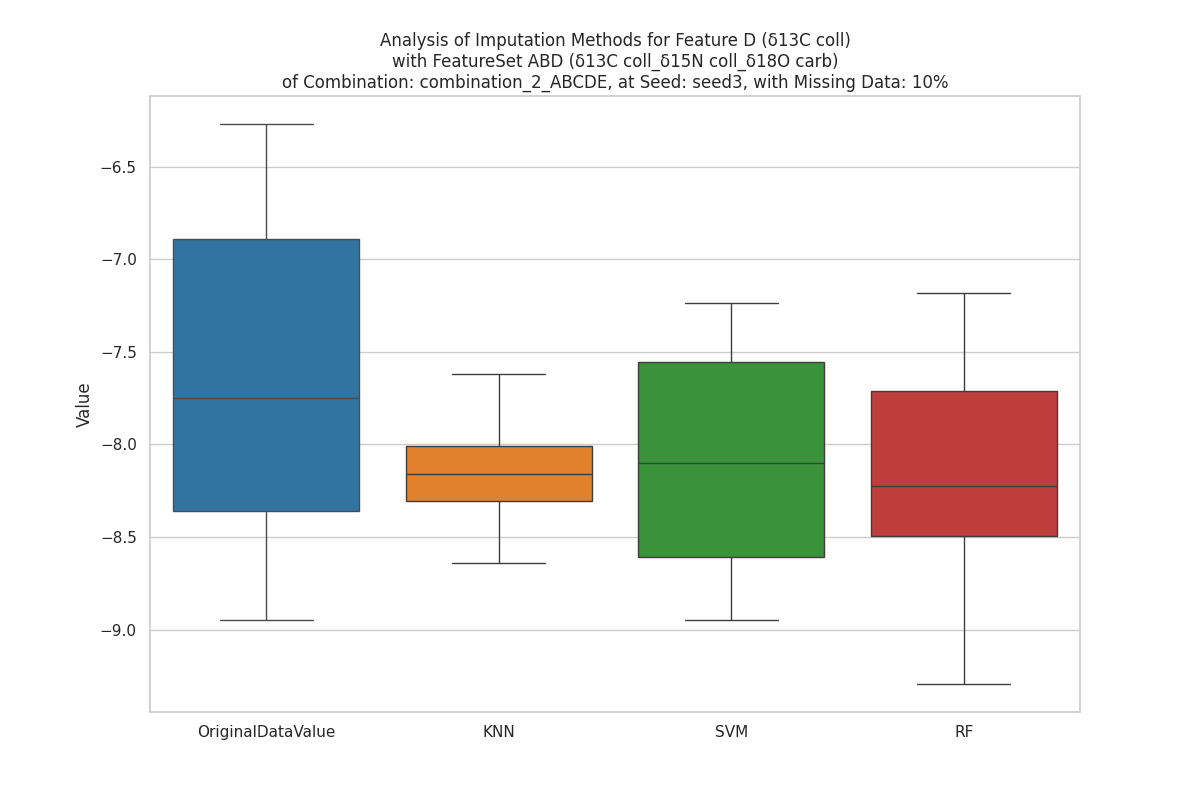 Analysis of Imputation Methods for Feature D (δ13C coll)
with FeatureSet ABD (δ13C coll_δ15N coll_δ18O carb)
of Combination: combination_2_ABCDE, at Seed: seed3, with Missing Data: 10%
Value
−6.5
−7.0
−7.5
−8.0
−8.5
−9.0
OriginalDataValue
KNN
SVM
RF